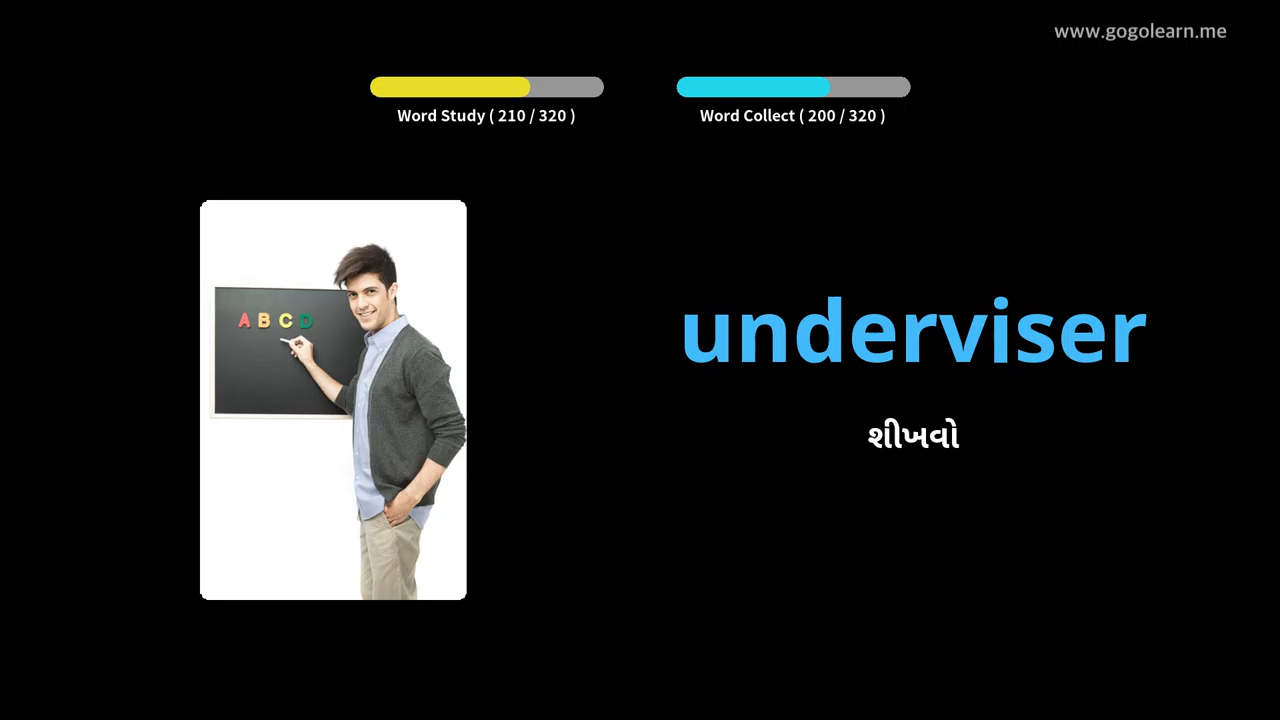 www.gogolearn.me
Word Study ( 210 / 320 )
Word Collect ( 200 / 320 )
A B C D
underviser
શીખવો